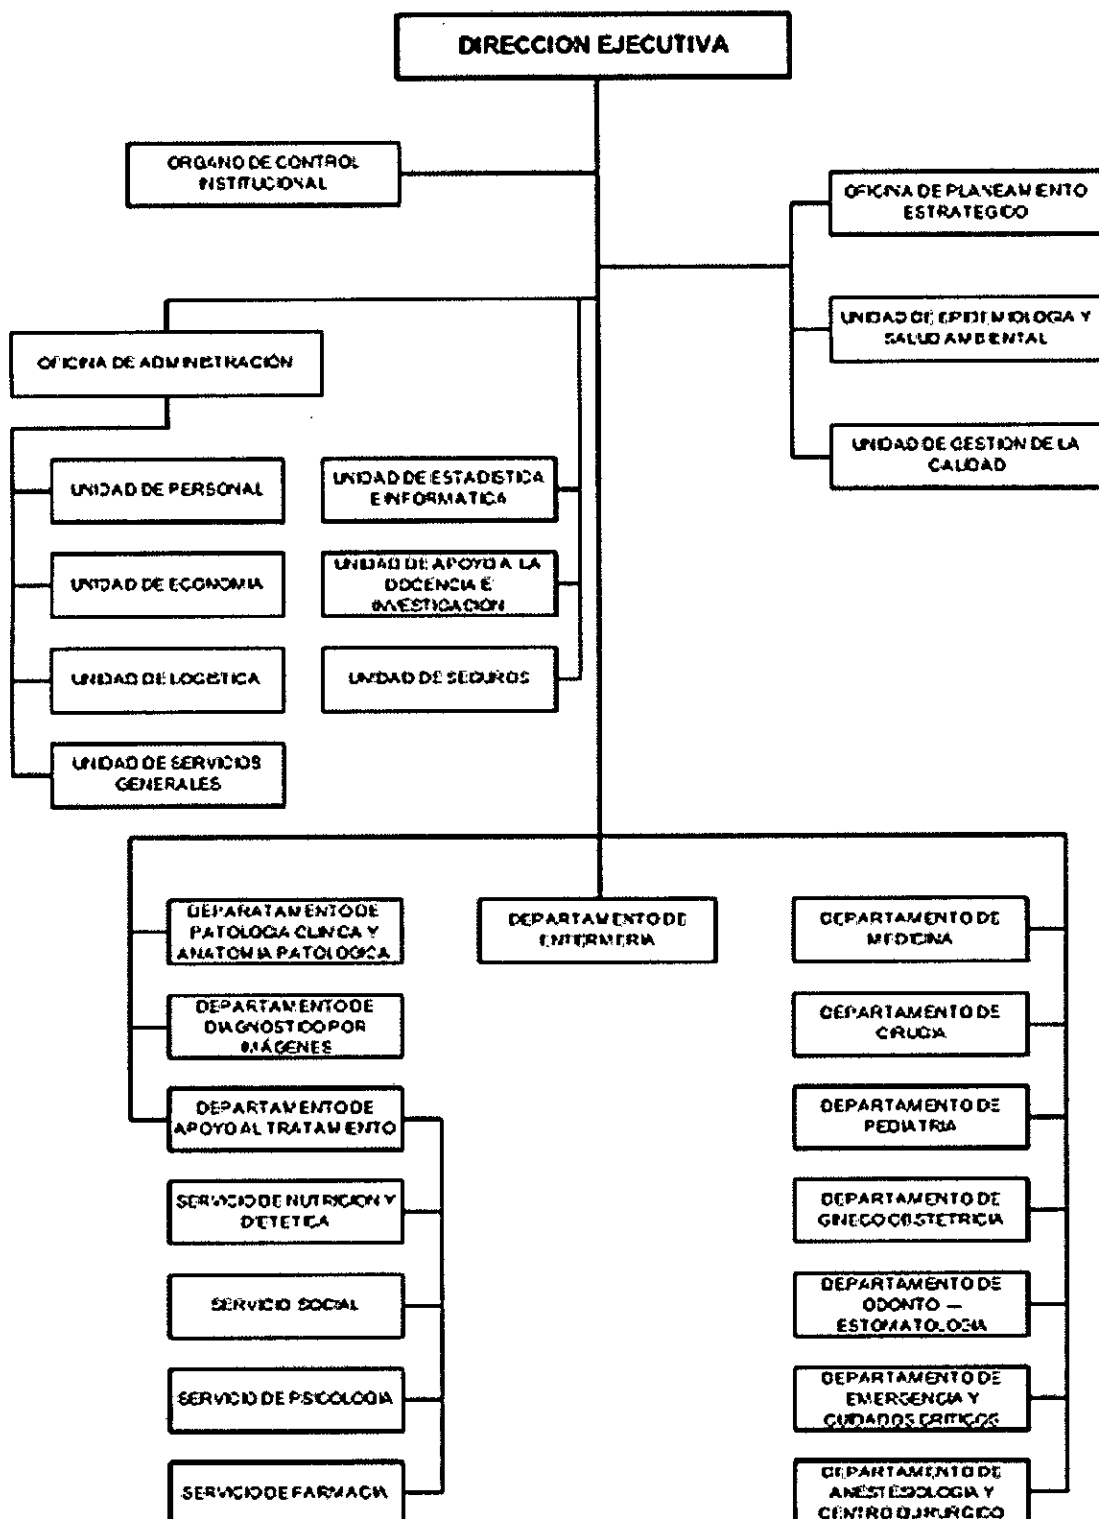 DIRECCION EJECUTIVA
ORGANO DE CONTROL
INSTITUCIONAL
OFICINA DE PLANEAMIENTO
ESTRATEGICO
UNIDAD DE EPIDEMIOLOGIA Y
SALUD AMBIENTAL
UNIDAD DE GESTION DE LA
CALIDAD
OFICINA DE ADMINISTRACIÓN
UNIDAD DE PERSONAL
UNIDAD DE ECONOMIA
UNIDAD DE LOGISTICA
UNIDAD DE SERVICIOS
GENERALES
UNIDAD DE ESTADISTICA
E INFORMATICA
UNIDAD DE APOYO A LA
DOCENCIA E
INVESTIGACION
UNIDAD DE SEGUROS
DEPARATAMENTO DE
PATOLOGIA CLINICA Y
ANATOMIA PATOLOGICA
DEPARTAMENTO DE
DIAGNOSTICO POR
IMÁGENES
DEPARTAMENTO DE
APOYO AL TRATAMIENTO
SERVICIO DE NUTRICION Y
DIETETICA
SERVICIO SOCIAL
SERVICIO DE PSICOLOGIA
SERVICIO DE FARMACIA
DEPARTAMENTO DE
ENFERMERIA
DEPARTAMENTO DE
MEDICINA
DEPARTAMENTO DE
CIRUGIA
DEPARTAMENTO DE
PEDIATRIA
DEPARTAMENTO DE
GINECO OBSTETRICIA
DEPARTAMENTO DE
ODONTO —
ESTOMATOLOGIA
DEPARTAMENTO DE
EMERGENCIA Y
CUIDADOS CRITICOS
DEPARTAMENTO DE
ANESTESIOLOGIA Y
CENTRO QUIRURGICO